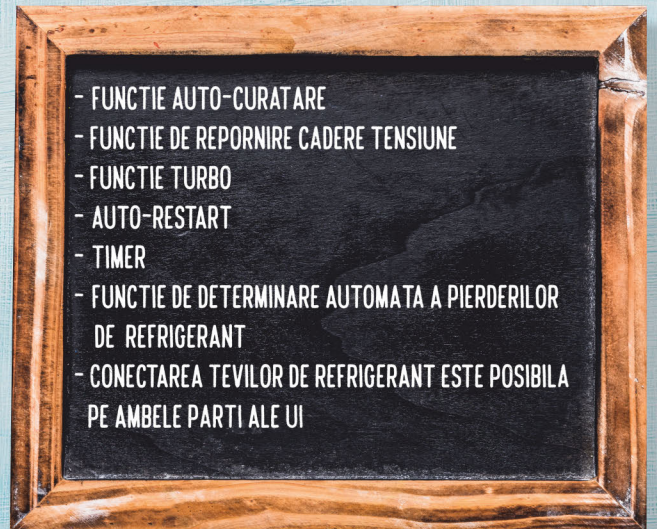 - FUNCTIE AUTO-CURATARE
- FUNCTIE DE REPORNIRE CADERE TENSIUNE
- FUNCTIE TURBO
- AUTO-RESTART
- TIMER
- FUNCTIE DE DETERMINARE AUTOMATA A PIERDERILOR
DE REFRIGERANT
- CONECTAREA TEVILOR DE REFRIGERANT ESTE POSIBILA
PE AMBELE PARTI ALE UI